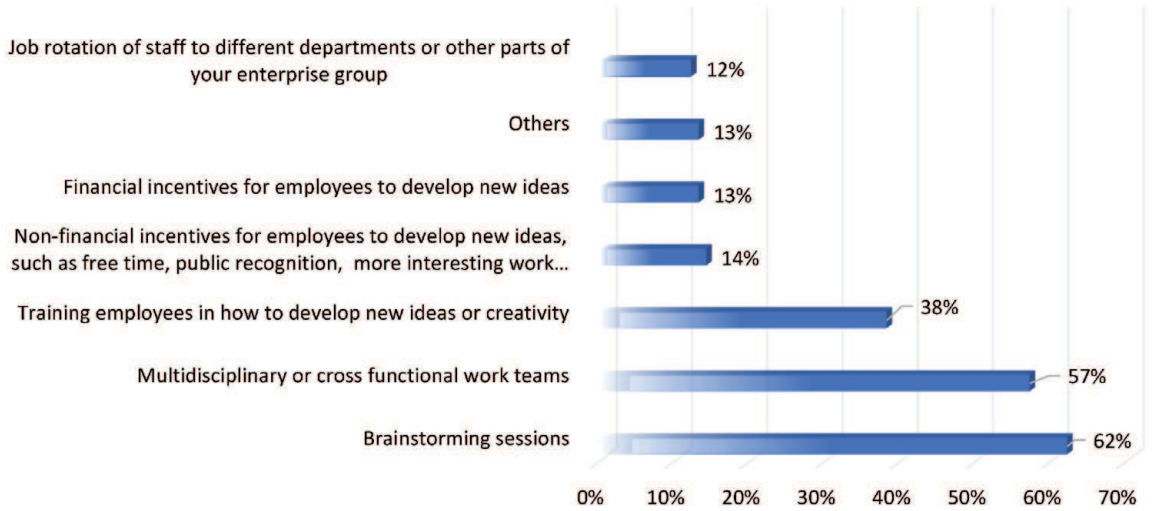 Job rotation of staff to different departments or other parts of
your enterprise group
12%
Others
13%
Financial incentives for employees to develop new ideas
13%
Non-financial incentives for employees to develop new ideas,
such as free time, public recognition, more interesting work...
14%
Training employees in how to develop new ideas or creativity
38%
Multidisciplinary or cross functional work teams
57%
Brainstorming sessions
62%
0% 10% 20% 30% 40% 50% 60% 70%